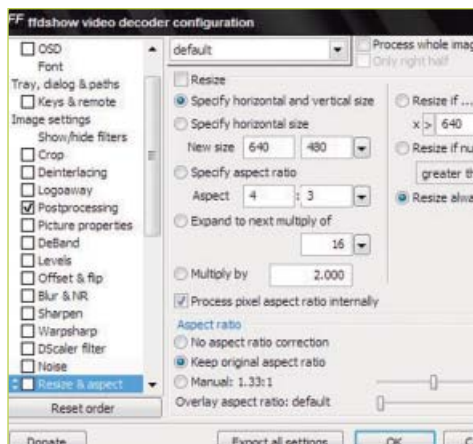 FF ffdshow video decoder configuration
OSD
Font
Tray, dialog & paths
Keys & remote
Image settings
Show/hide filters
Crop
Deinterlacing
Logoaway
Postprocessing
Picture properties
DeBand
Levels
Offset & flip
Blur & NR
Sharpen
Warpsharp
DScaler filter
Noise
Resize & aspect
Reset order
Donate
default
Process whole imag
Only right half
Resize
Specify horizontal and vertical size
Specify horizontal size
New size 640 480
Specify aspect ratio
Aspect 4 : 3
Expand to next multiply of
16
Multiply by 2.000
Process pixel aspect ratio internally
Aspect ratio
No aspect ratio correction
Keep original aspect ratio
Manual: 1.33:1
Overlay aspect ratio: default
Resize if ...
x > 640
Resize if nu
greater th
Resize alwa
Export all settings
OK
C